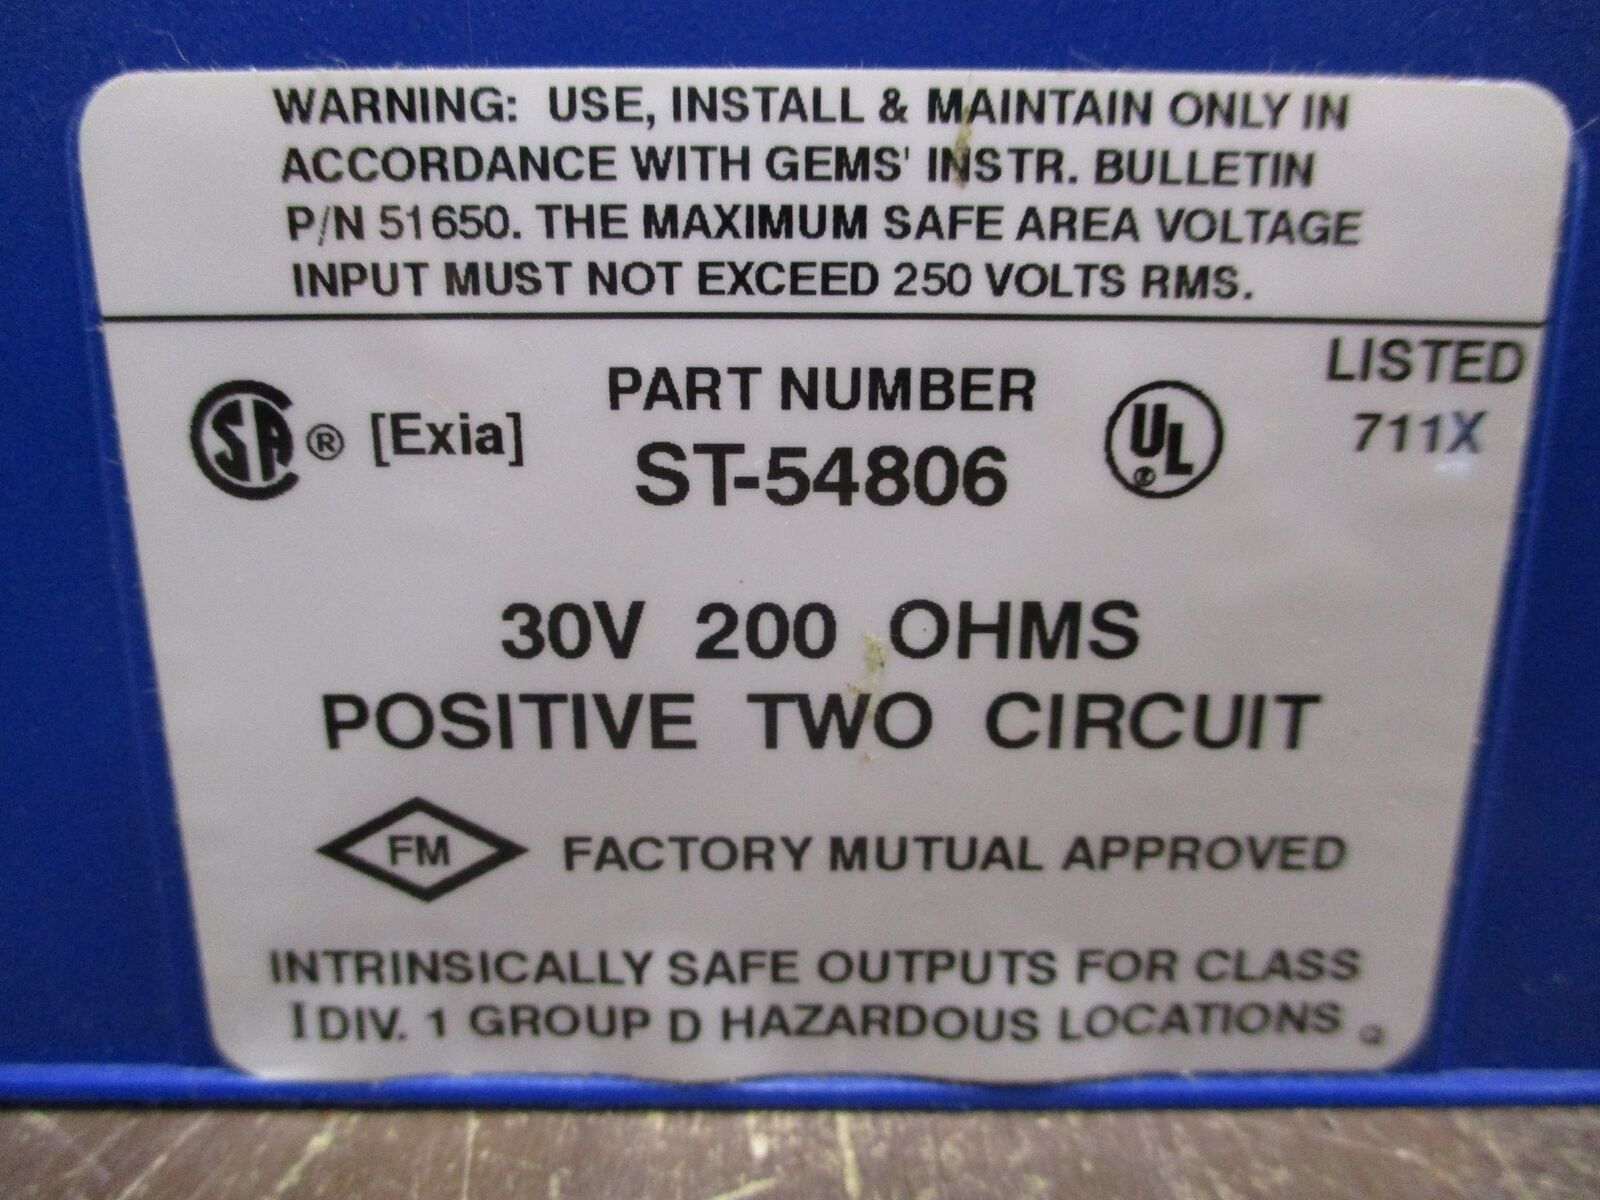 WARNING: USE, INSTALL & MAINTAIN ONLY IN
ACCORDANCE WITH GEMS' INSTR. BULLETIN
P/N 51650. THE MAXIMUM SAFE AREA VOLTAGE
INPUT MUST NOT EXCEED 250 VOLTS RMS.
SA ® [Exia]
PART NUMBER
ST-54806
UL ®
LISTED
711X
30V 200 OHMS
POSITIVE TWO CIRCUIT
FM FACTORY MUTUAL APPROVED
INTRINSICALLY SAFE OUTPUTS FOR CLASS
I DIV. 1 GROUP D HAZARDOUS LOCATIONS